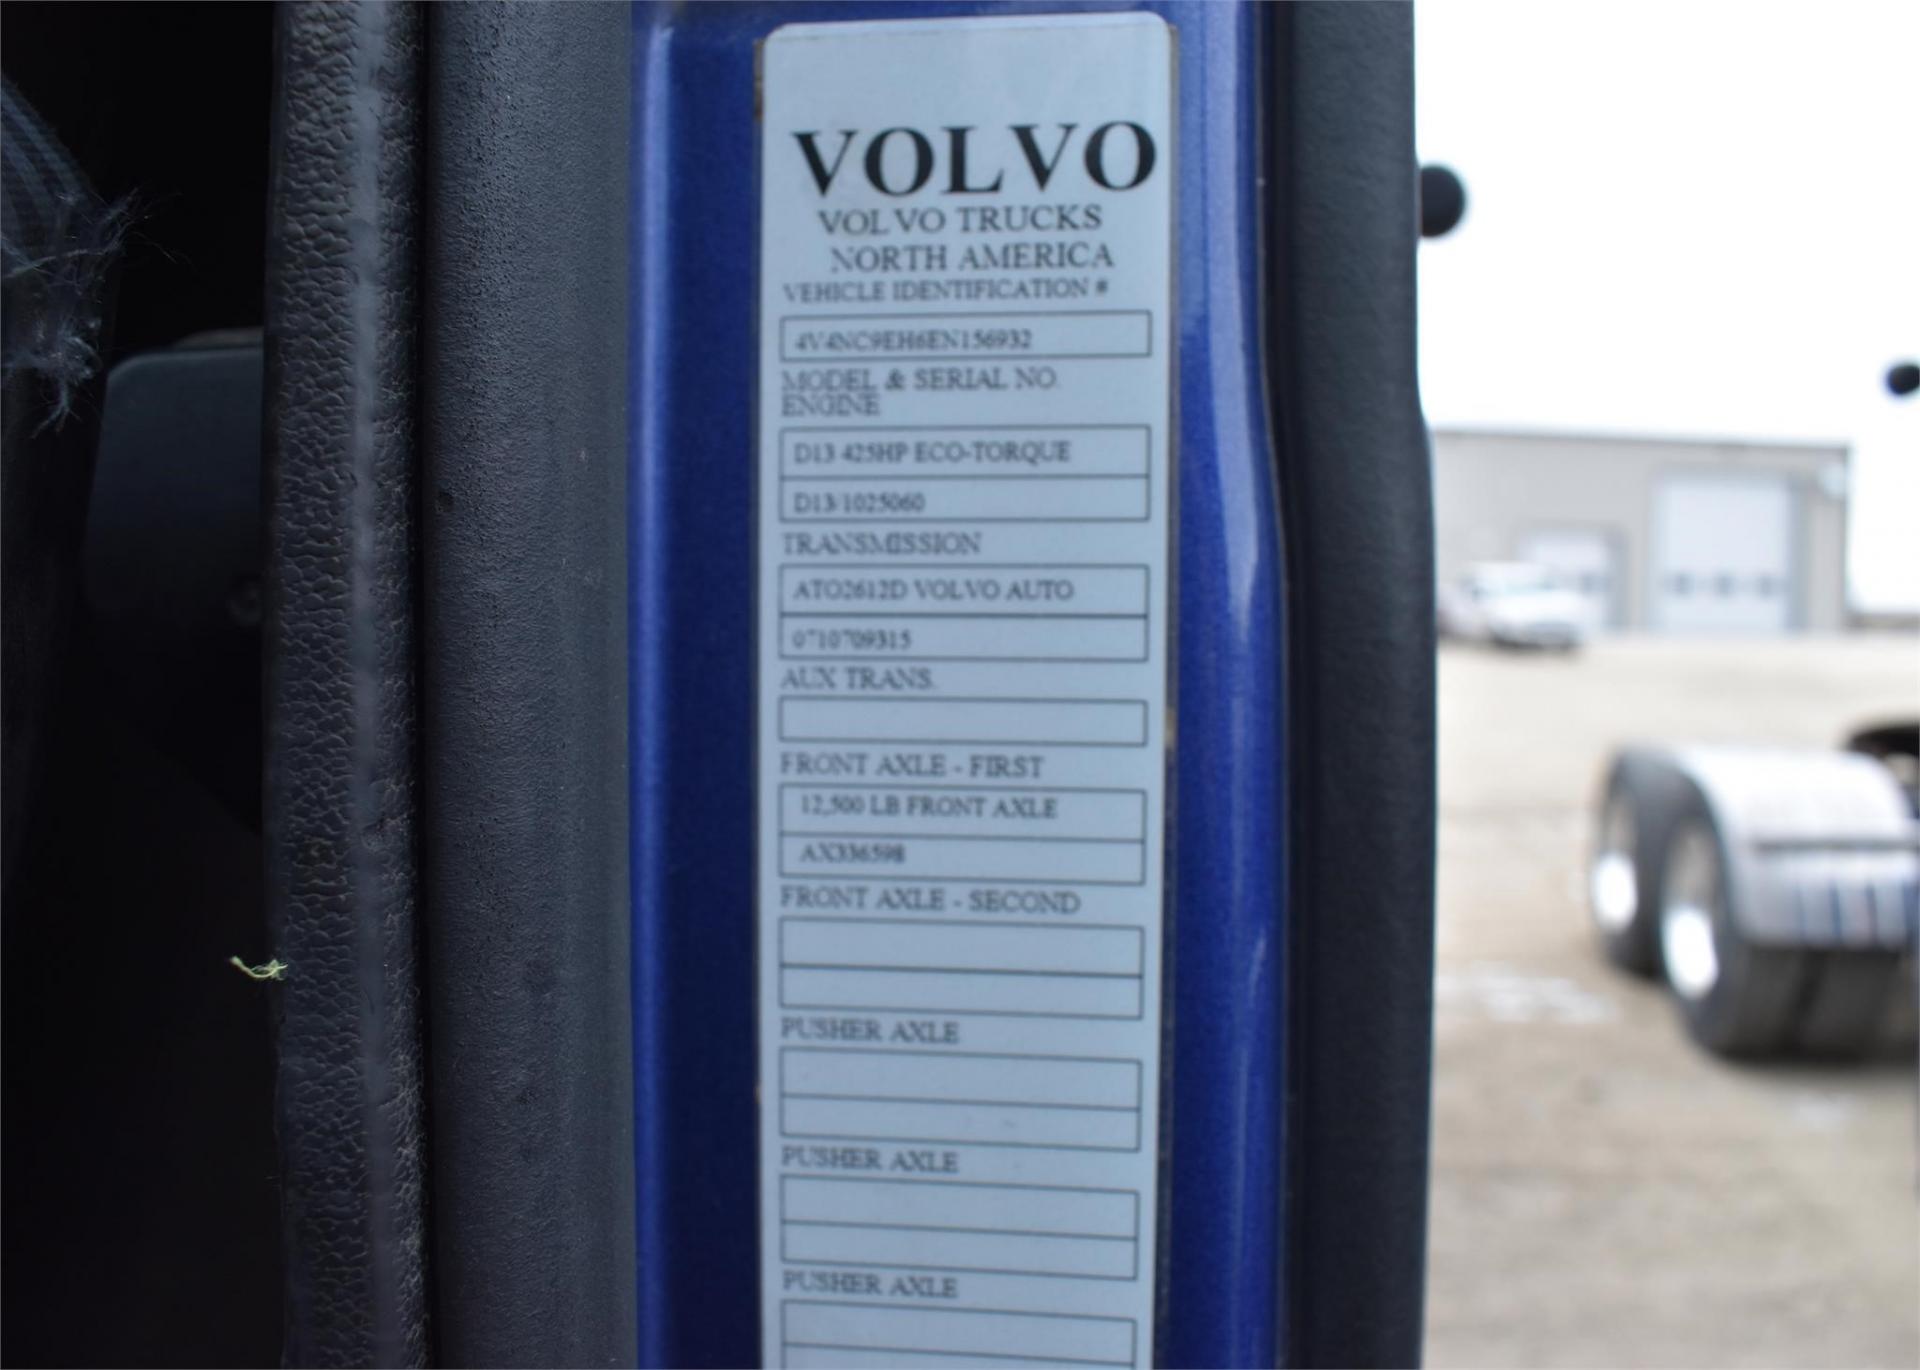 VOLVO
VOLVO TRUCKS
NORTH AMERICA
VEHICLE IDENTIFICATION #
4V4NC9EH6EN156932
MODEL & SERIAL NO.
ENGINE
D13 425HP ECO-TORQUE
D13/1025060
TRANSMISSION
ATO2612D VOLVO AUTO
0710709315
AUX TRANS.
FRONT AXLE - FIRST
12,500 LB FRONT AXLE
AX336598
FRONT AXLE - SECOND
PUSHER AXLE
PUSHER AXLE
PUSHER AXLE